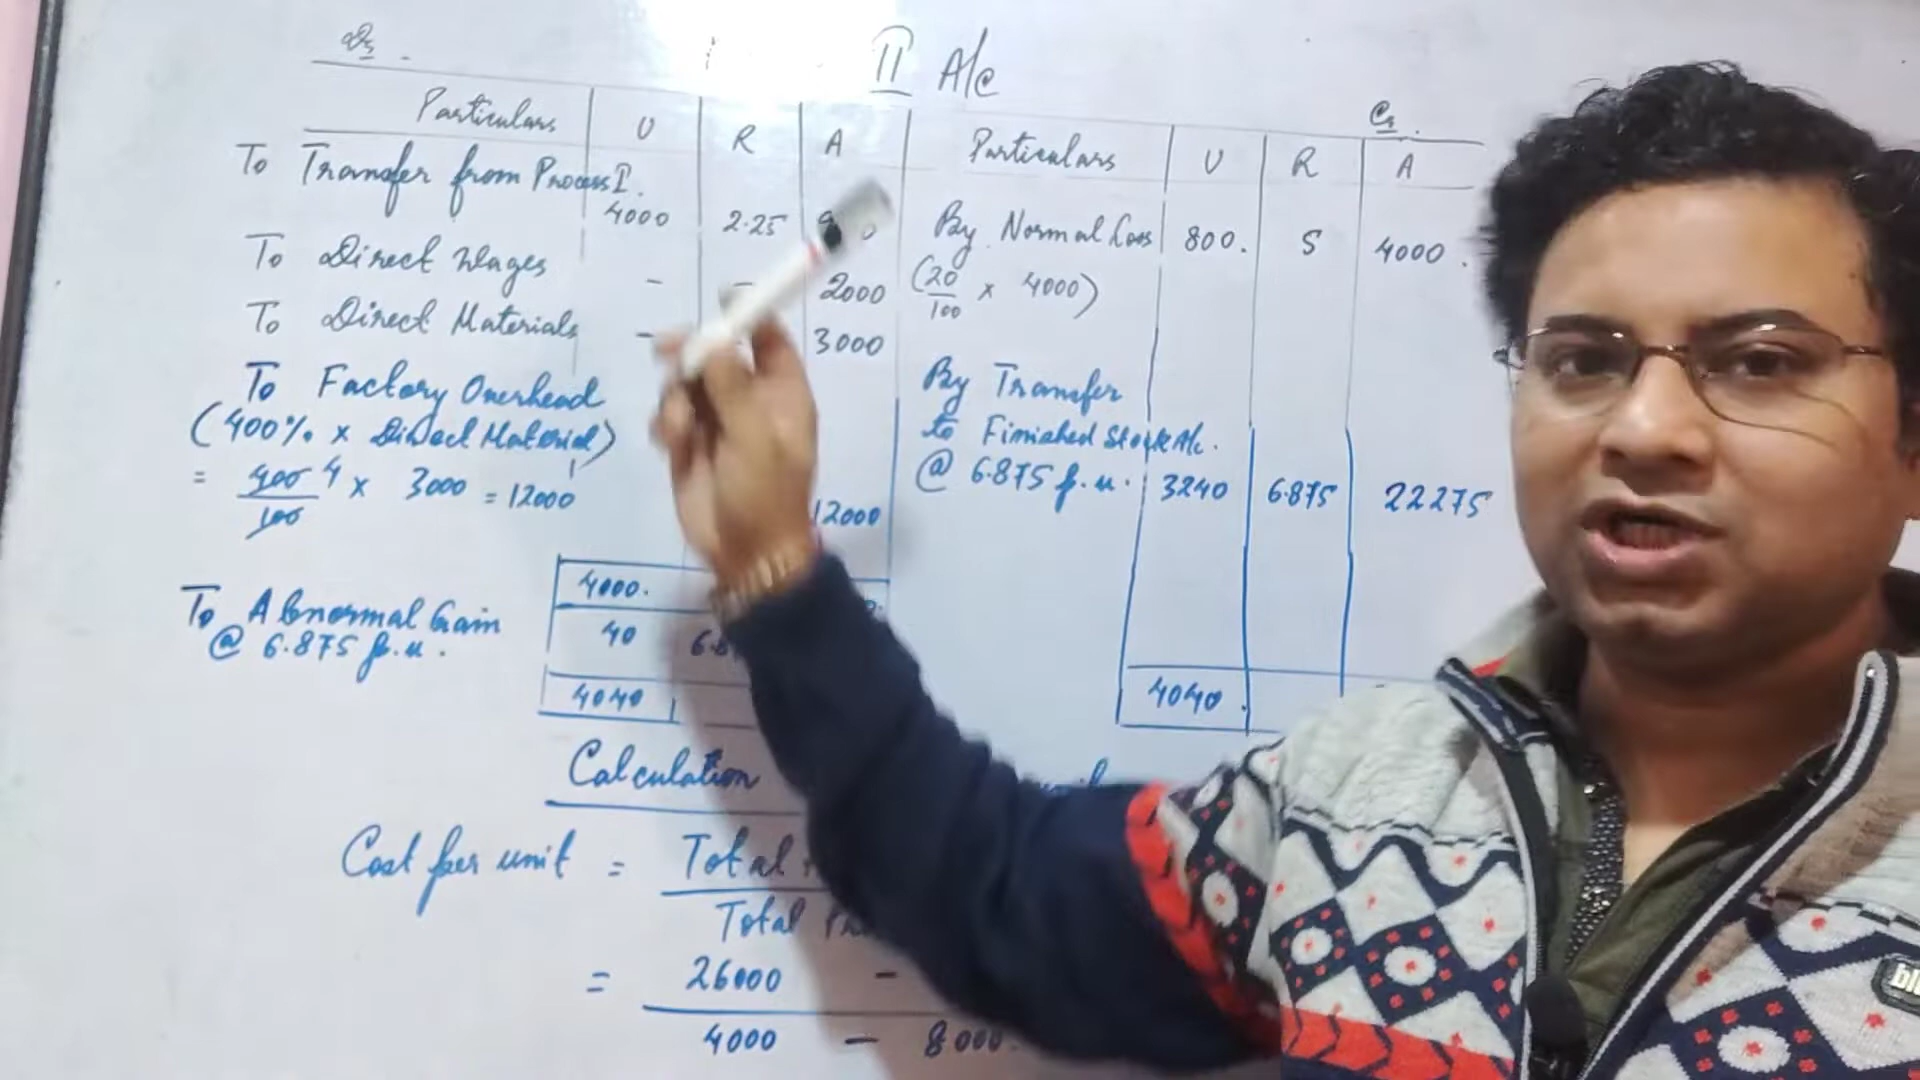 Dr.
II A/c
Cr.
Particulars U R A Particulars U R A
To Transfer from Process I.
4000 2.25
By Normal Loss 800. 5 4000.
To Direct Wages - - 2000
(20/100 x 4000)
To Direct Materials - 3000
To Factory Overhead
(400% x Direct Material)
= 400/100 4 x 3000 = 12000
12000
By Transfer
to Finished Stock A/c.
@ 6.875 p.u. 3240 6.875 22275
4000.
To Abnormal Gain 40
@ 6.875 p.u.
4040
4040.
Calculation
Cost per unit = Total
Total
= 26000 -
4000 - 8000.